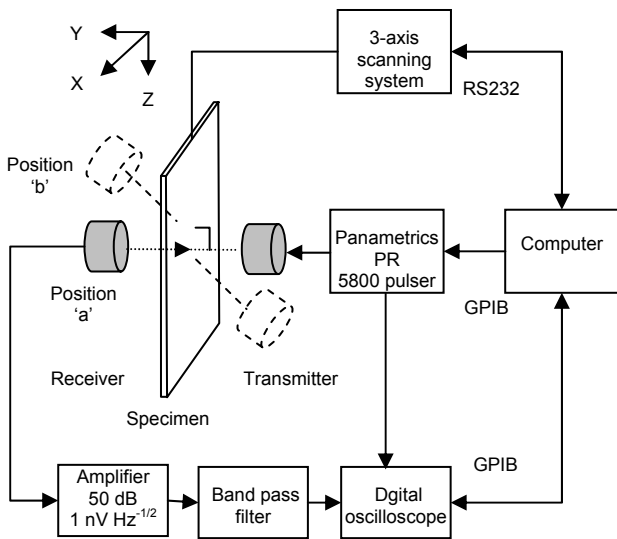 Y
X
Z
3-axis
scanning
system
RS232
Position
'b'
Panametrics
PR
5800 pulser
Computer
Position
'a'
GPIB
Receiver
Transmitter
Specimen
Amplifier
50 dB
1 nV Hz-1/2
Band pass
filter
Dgital
oscilloscope
GPIB